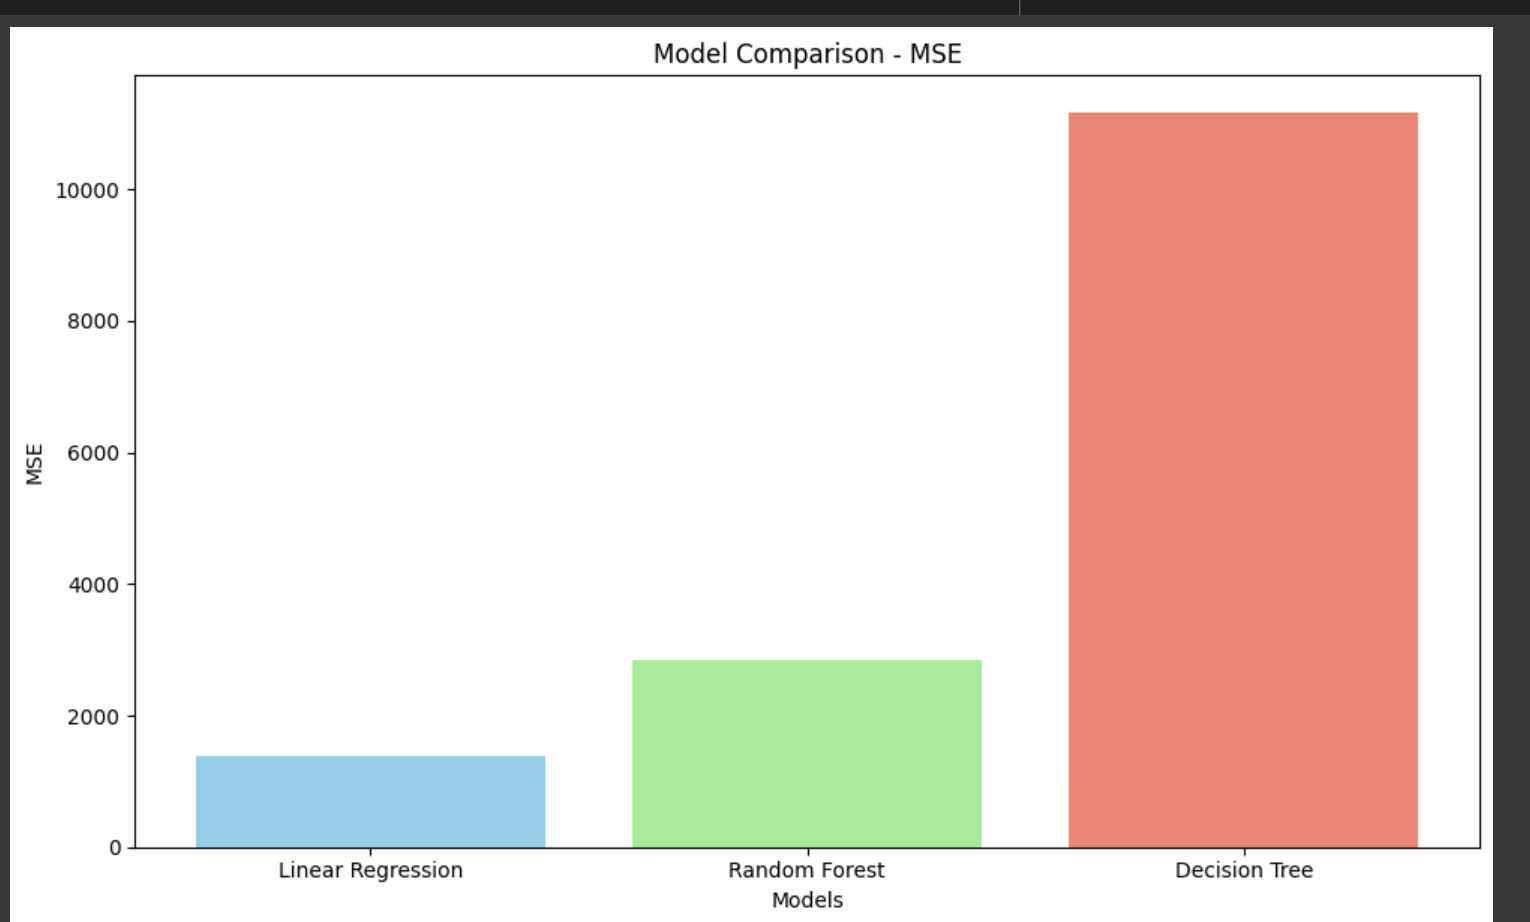 Model Comparison - MSE
10000
8000
6000
4000
2000
0
MSE
Linear Regression Random Forest Decision Tree
Models